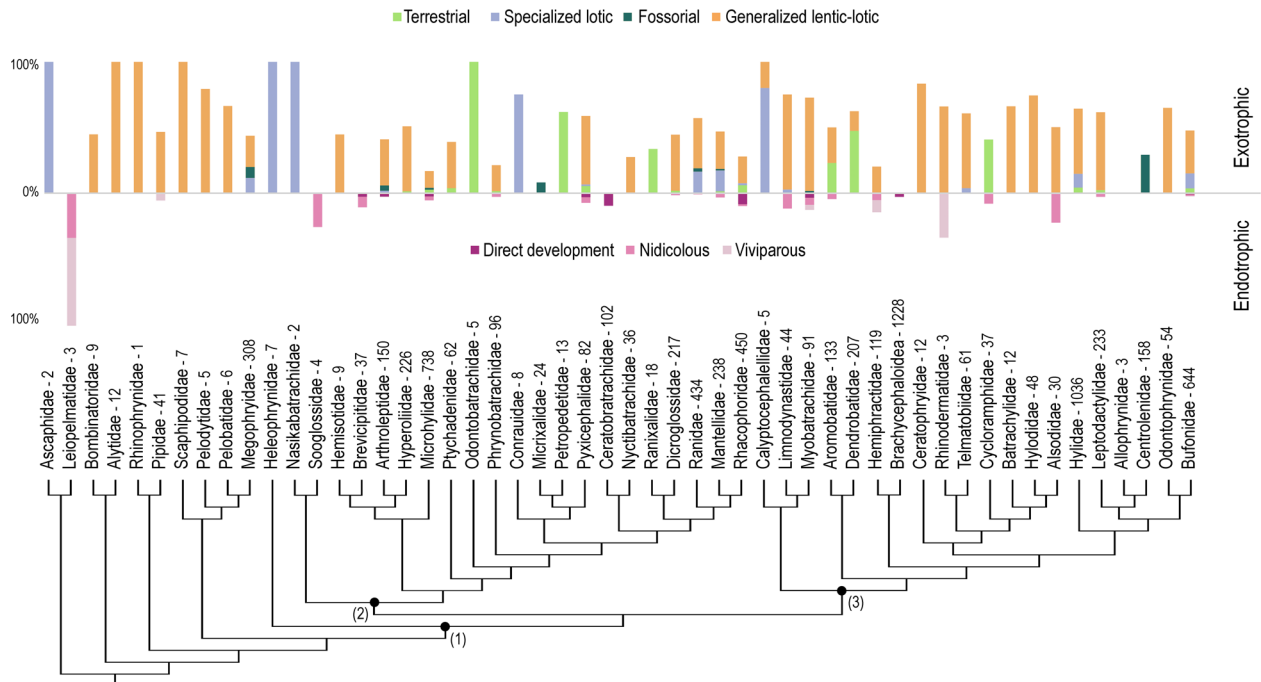 Terrestrial
Specialized lotic
Fossorial
Generalized lentic-lotic
100%
0%
100%
Exotrophic
Endotrophic
Direct development
Nidicolous
Viviparous
Ascaphidae - 2
Leiopelmatidae - 3
Bombinatoridae - 9
Alytidae - 12
Rhinophrynidae - 1
Pipidae - 41
Scaphipodidae - 7
Pelodytidae - 5
Pelobatidae - 6
Megophryidae - 308
Heleophrynidae - 7
Nasikabatrachidae - 2
Sooglossidae - 4
Hemisotidae - 9
Brevicipitidae - 37
Arthroleptidae - 150
Hyperoliidae - 226
Microhylidae - 738
Ptychadenidae - 62
Odontobatrachidae - 5
Phrynobatrachidae - 96
Conrauidae - 8
Micrixalidae - 24
Petropedetidae - 13
Pyxicephalidae - 82
Ceratobratrachidae - 102
Nyctibatrachidae - 36
Ranixalidae - 18
Dicroglossidae - 217
Ranidae - 434
Mantellidae - 238
Rhacophoridae - 450
Calyptocephalellidae - 5
Limnodynastidae - 44
Myobatrachidae - 91
Aromobatidae - 133
Dendrobatidae - 207
Hemiphractidae - 119
Brachycephaloidea - 1228
Ceratophryidae - 12
Rhinodermatidae - 3
Telmatobiidae - 61
Cycloramphidae - 37
Batrachylidae - 12
Hylodidae - 48
Alsodidae - 30
Hylidae - 1036
Leptodactylidae - 233
Allophrynidae - 3
Centrolenidae - 158
Odontophrynidae - 54
Bufonidae - 644
(2)
(3)
(1)